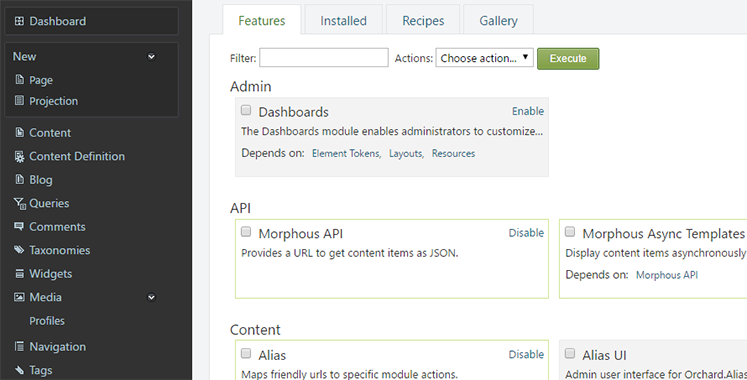 Dashboard
New
Page
Projection
Content
Content Definition
Blog
Queries
Comments
Taxonomies
Widgets
Media
Profiles
Navigation
Tags
Features Installed Recipes Gallery
Filter: Actions: Choose action... Execute
Admin
Dashboards Enable
The Dashboards module enables administrators to customize...
Depends on: Element Tokens, Layouts, Resources
API
Morphous API Disable
Provides a URL to get content items as JSON.
Morphous Async Templates
Display content items asynchronously
Depends on: Morphous API
Content
Alias Disable
Maps friendly urls to specific module actions.
Alias UI
Admin user interface for Orchard.Alias